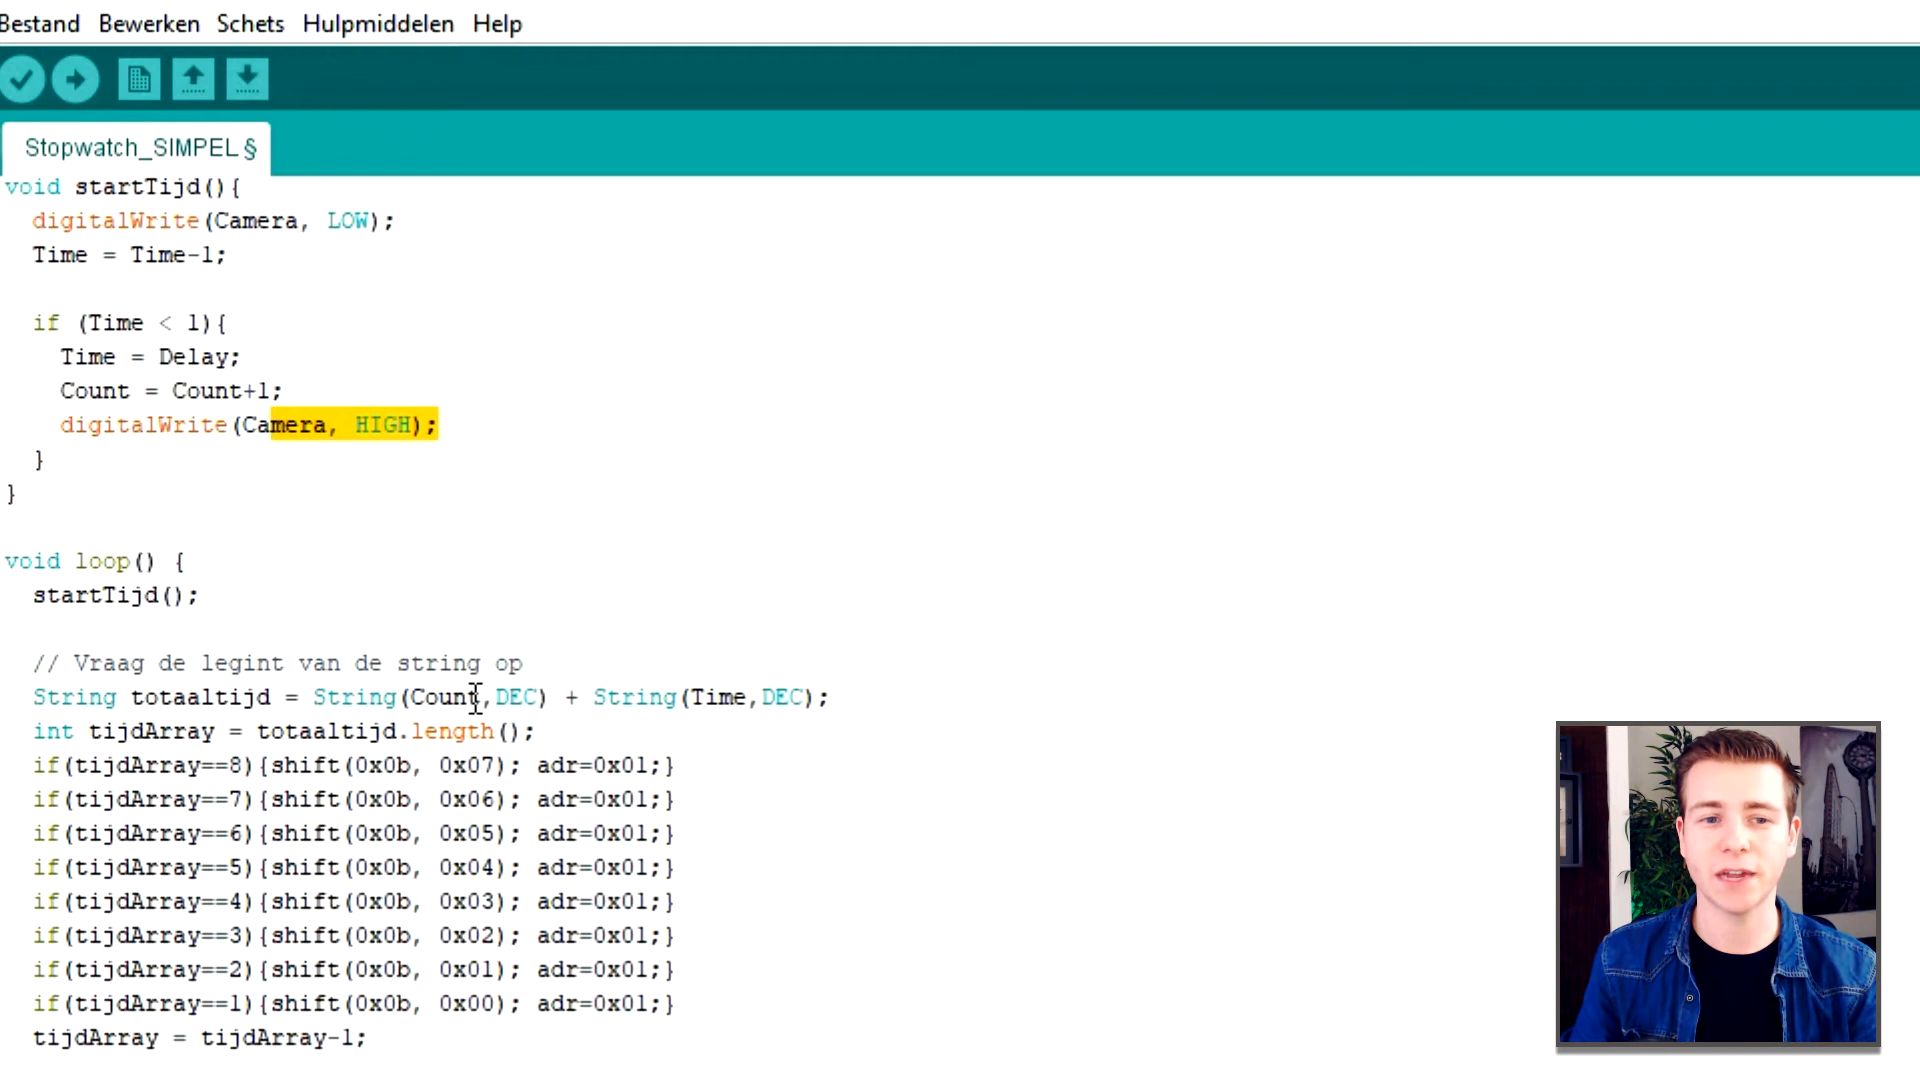 Bestand Bewerken Schets Hulpmiddelen Help
Stopwatch_SIMPEL §
void startTijd(){
digitalWrite(Camera, LOW);
Time = Time-1;
if (Time < 1){
Time = Delay;
Count = Count+1;
digitalWrite(Camera, HIGH);
}
}
void loop() {
startTijd();
// Vraag de legint van de string op
String totaaltijd = String(Count,DEC) + String(Time,DEC);
int tijdArray = totaaltijd.length();
if(tijdArray==8){shift(0x0b, 0x07); adr=0x01;}
if(tijdArray==7){shift(0x0b, 0x06); adr=0x01;}
if(tijdArray==6){shift(0x0b, 0x05); adr=0x01;}
if(tijdArray==5){shift(0x0b, 0x04); adr=0x01;}
if(tijdArray==4){shift(0x0b, 0x03); adr=0x01;}
if(tijdArray==3){shift(0x0b, 0x02); adr=0x01;}
if(tijdArray==2){shift(0x0b, 0x01); adr=0x01;}
if(tijdArray==1){shift(0x0b, 0x00); adr=0x01;}
tijdArray = tijdArray-1;